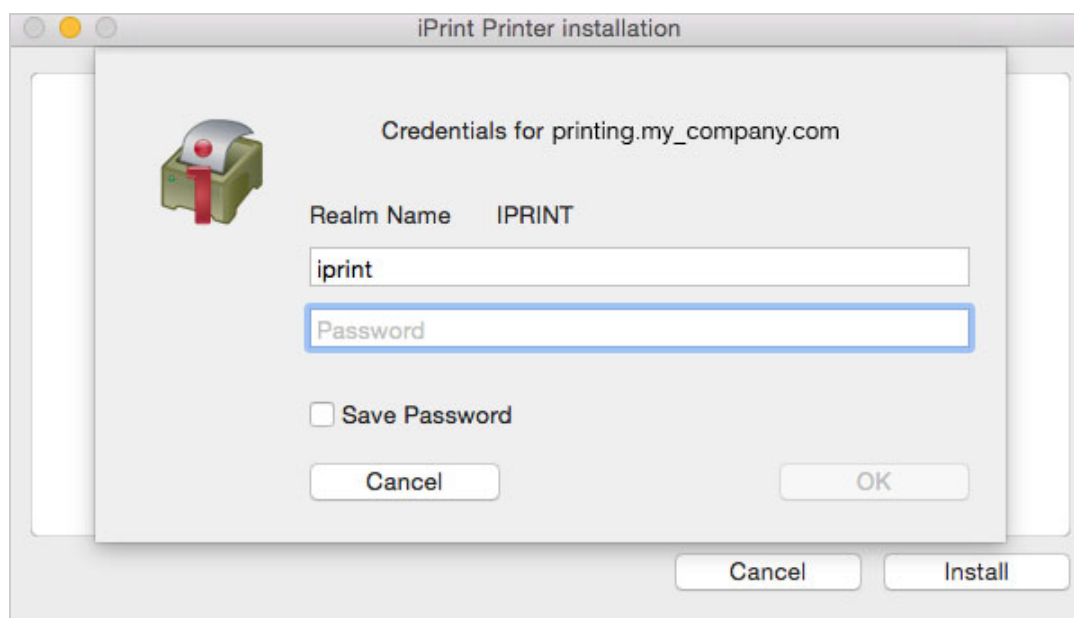 iPrint Printer installation
Credentials for printing.my_company.com
Realm Name IPRINT
iprint
Password
Save Password
Cancel OK
Cancel Install